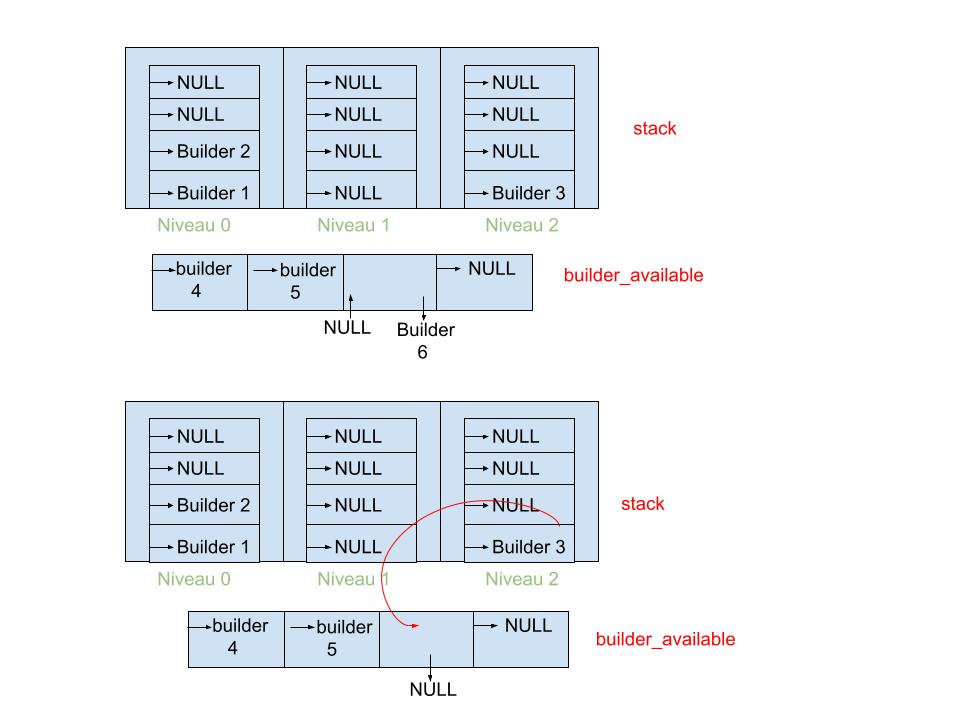 NULL NULL NULL
NULL NULL NULL
stack
Builder 2 NULL NULL
Builder 1 NULL Builder 3
Niveau 0 Niveau 1 Niveau 2
builder 4
builder 5
NULL
builder_available
NULL
Builder 6
NULL NULL NULL
NULL NULL NULL
Builder 2 NULL NULL
stack
Builder 1 NULL Builder 3
Niveau 0 Niveau 1 Niveau 2
builder 4
builder 5
NULL
builder_available
NULL